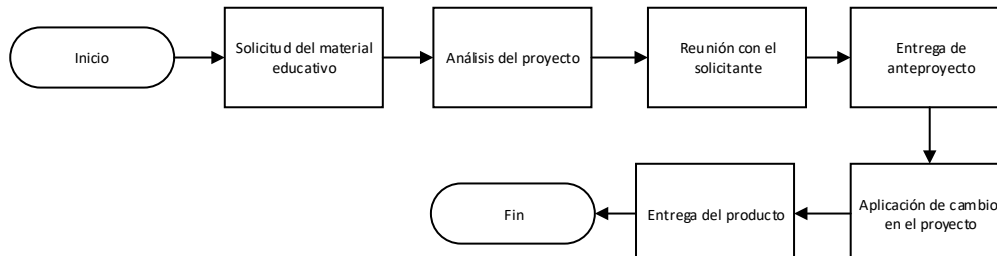 Inicio
Solicitud del material
educativo
Análisis del proyecto
Reunión con el
solicitante
Entrega de
anteproyecto
Aplicación de cambio
en el proyecto
Entrega del producto
Fin